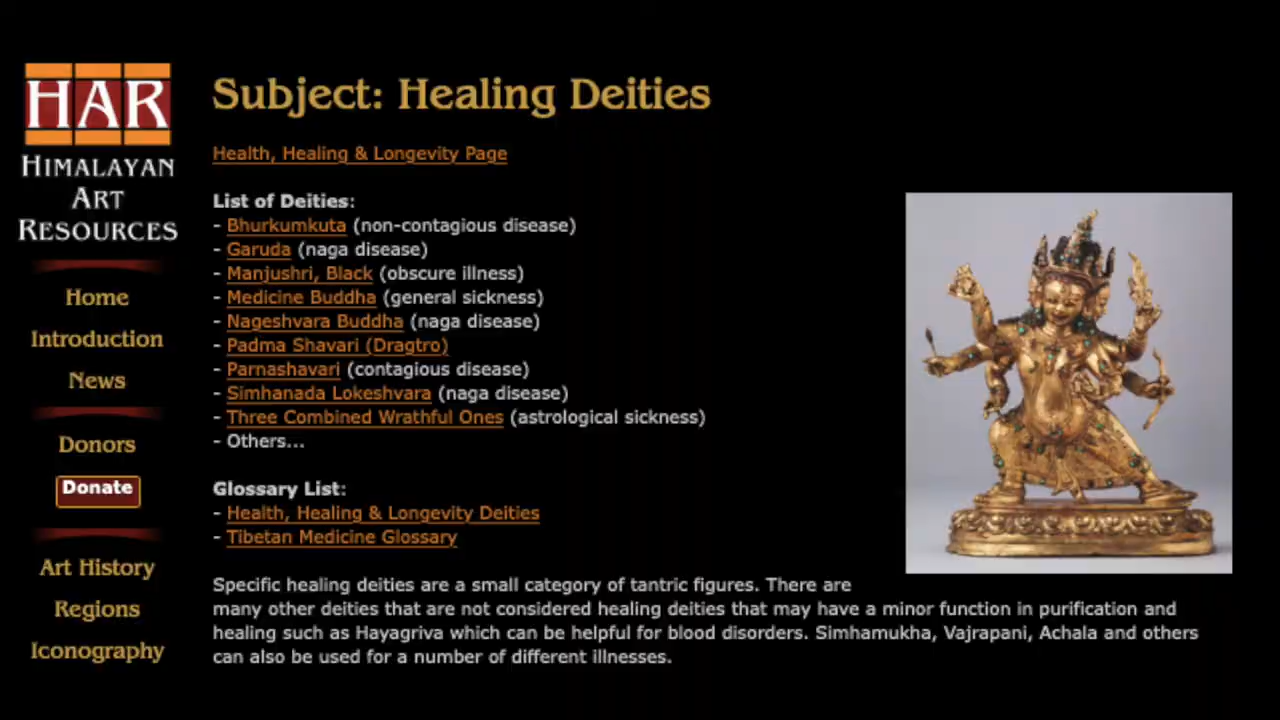 HAR
HIMALAYAN
ART
RESOURCES
Home
Introduction
News
Donors
Donate
Art History
Regions
Iconography
Subject: Healing Deities
Health, Healing & Longevity Page
List of Deities:
- Bhurkumkuta (non-contagious disease)
- Garuda (naga disease)
- Manjushri, Black (obscure illness)
- Medicine Buddha (general sickness)
- Nageshvara Buddha (naga disease)
- Padma Shavari (Dragtro)
- Parnashavari (contagious disease)
- Simhanada Lokeshvara (naga disease)
- Three Combined Wrathful Ones (astrological sickness)
- Others...
Glossary List:
- Health, Healing & Longevity Deities
- Tibetan Medicine Glossary
Specific healing deities are a small category of tantric figures. There are
many other deities that are not considered healing deities that may have a minor function in purification and
healing such as Hayagriva which can be helpful for blood disorders. Simhamukha, Vajrapani, Achala and others
can also be used for a number of different illnesses.